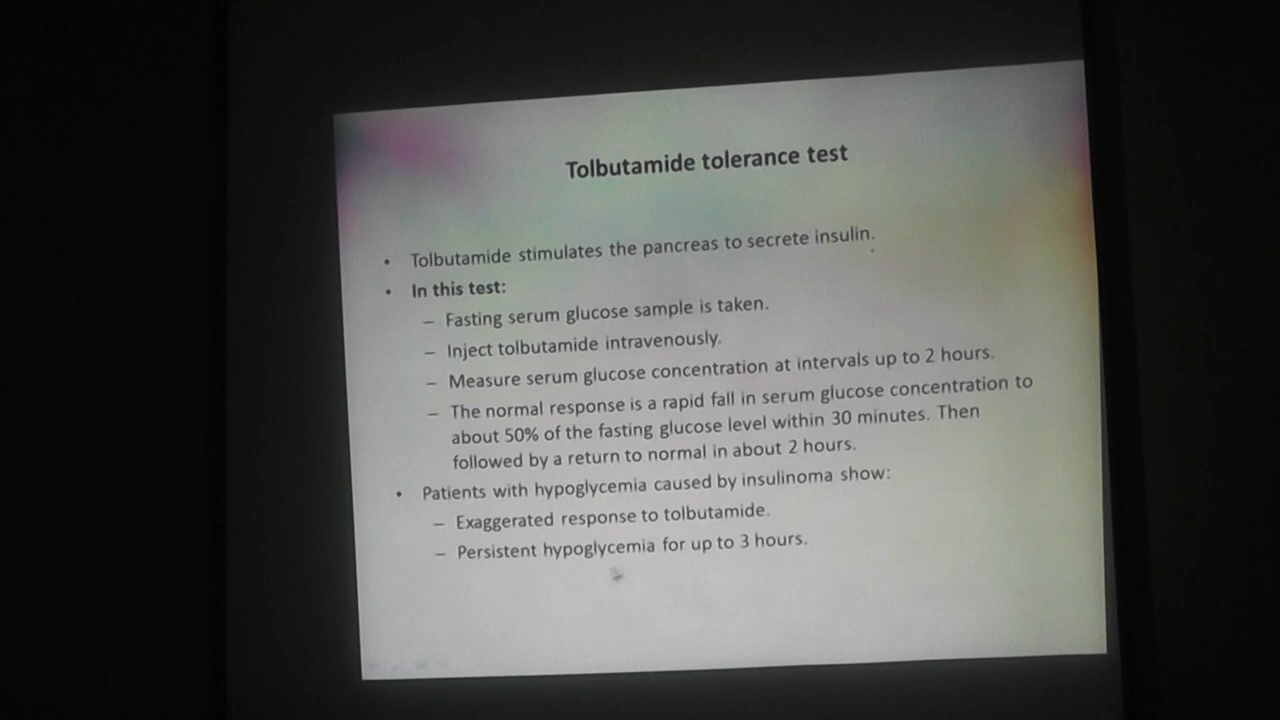 Tolbutamide tolerance test
• Tolbutamide stimulates the pancreas to secrete insulin.
• In this test:
– Fasting serum glucose sample is taken.
– Inject tolbutamide intravenously.
– Measure serum glucose concentration at intervals up to 2 hours.
– The normal response is a rapid fall in serum glucose concentration to
about 50% of the fasting glucose level within 30 minutes. Then
followed by a return to normal in about 2 hours.
• Patients with hypoglycemia caused by insulinoma show:
– Exaggerated response to tolbutamide.
– Persistent hypoglycemia for up to 3 hours.